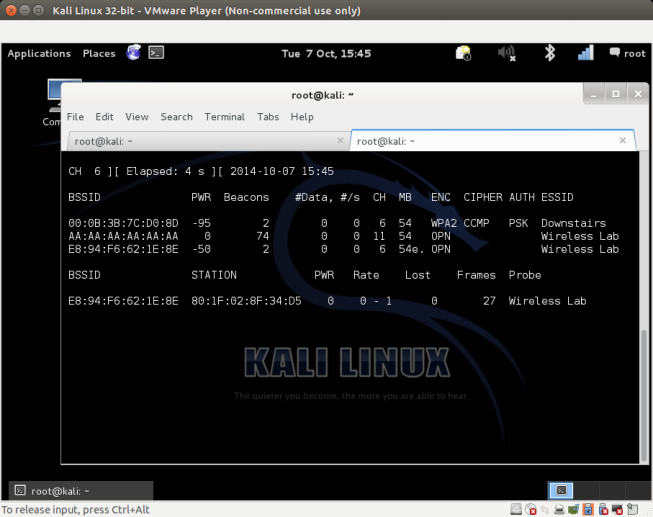 Kali Linux 32-bit - VMware Player (Non-commercial use only)
Applications Places Tue 7 Oct, 15:45 root
root@kali: ~
Com
File Edit View Search Terminal Tabs Help
root@kali: ~ root@kali: ~
CH 6 ][ Elapsed: 4 s ][ 2014-10-07 15:45
BSSID PWR Beacons #Data, #/s CH MB ENC CIPHER AUTH ESSID
00:0B:3B:7C:D0:8D -95 2 0 0 6 54 WPA2 CCMP PSK Downstairs
AA:AA:AA:AA:AA:AA 0 74 0 0 11 54 OPN Wireless Lab
E8:94:F6:62:1E:8E -50 2 0 0 6 54e. OPN Wireless Lab
BSSID STATION PWR Rate Lost Frames Probe
E8:94:F6:62:1E:8E 80:1F:02:8F:34:D5 0 0 - 1 0 27 Wireless Lab
KALI LINUX
The quieter you become, the more you are able to hear.
root@kali: ~
To release input, press Ctrl+Alt